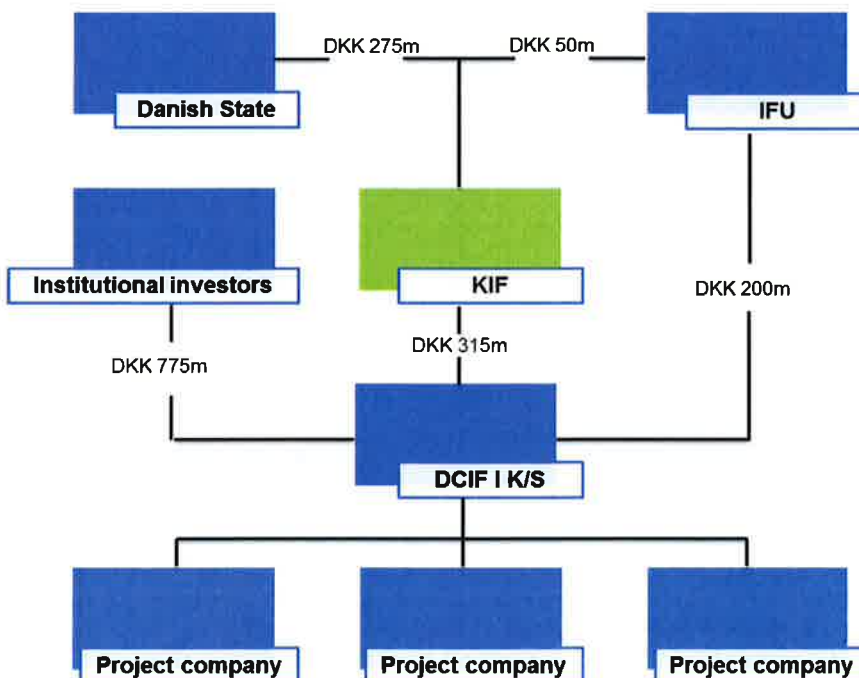 DKK 275m
DKK 50m
Danish State
IFU
Institutional investors
KIF
DKK 200m
DKK 315m
DKK 775m
DCIF I K/S
Project company
Project company
Project company